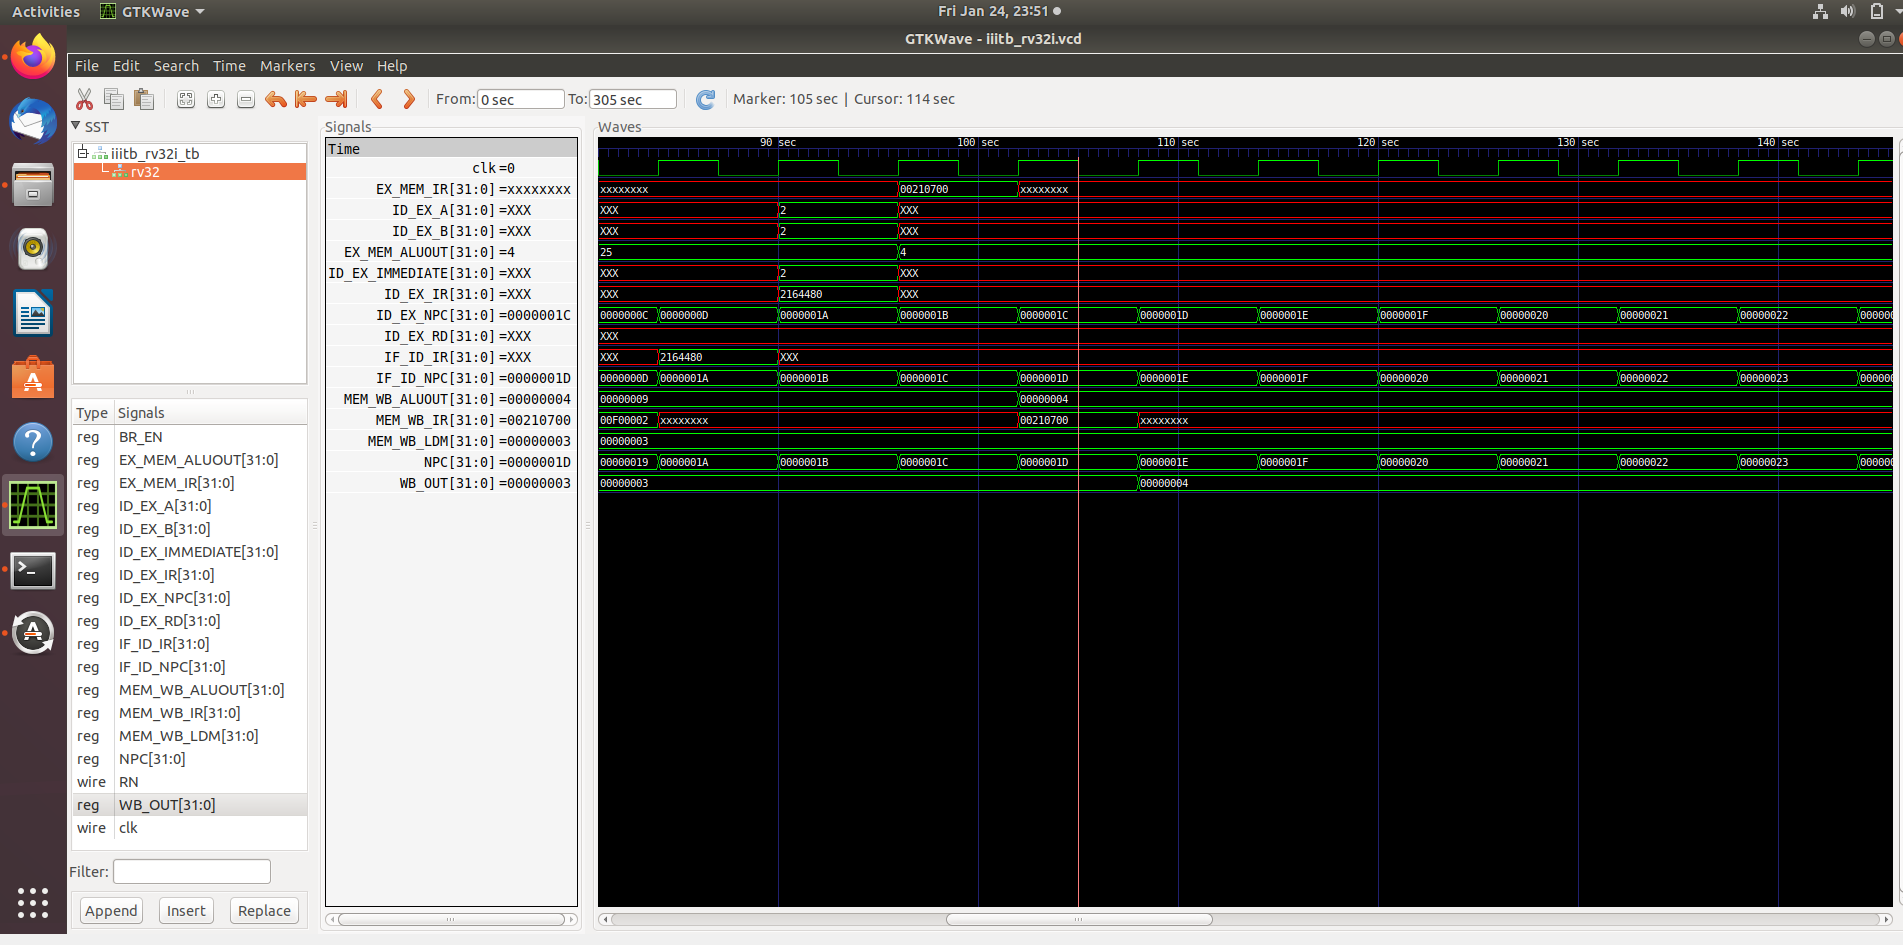 Activities GTKWave Fri Jan 24, 23:51
GTKWave - iiitb_rv32i.vcd
File Edit Search Time Markers View Help
From: 0 sec To: 305 sec Marker: 105 sec | Cursor: 114 sec
SST
iiitb_rv32i_tb
rv32
Type Signals
reg BR_EN
reg EX_MEM_ALUOUT[31:0]
reg EX_MEM_IR[31:0]
reg ID_EX_A[31:0]
reg ID_EX_B[31:0]
reg ID_EX_IMMEDIATE[31:0]
reg ID_EX_IR[31:0]
reg ID_EX_NPC[31:0]
reg ID_EX_RD[31:0]
reg IF_ID_IR[31:0]
reg IF_ID_NPC[31:0]
reg MEM_WB_ALUOUT[31:0]
reg MEM_WB_IR[31:0]
reg MEM_WB_LDM[31:0]
reg NPC[31:0]
wire RN
reg WB_OUT[31:0]
wire clk
Filter:
Append Insert Replace
Signals
Waves
Time 90 sec 100 sec 110 sec 120 sec 130 sec 140 sec
clk =0
EX_MEM_IR[31:0] =xxxxxxxx xxxxxxxx 00210700 xxxxxxxx
ID_EX_A[31:0] =XXX XXX 2 XXX
ID_EX_B[31:0] =XXX XXX 2 XXX
EX_MEM_ALUOUT[31:0] =4 25 4
ID_EX_IMMEDIATE[31:0] =XXX XXX 2 XXX
ID_EX_IR[31:0] =XXX XXX 2164480 XXX
ID_EX_NPC[31:0] =0000001C 0000000C 0000000D 0000001A 0000001B 0000001C 0000001D 0000001E 0000001F 00000020 00000021 00000022 00000
ID_EX_RD[31:0] =XXX XXX
IF_ID_IR[31:0] =XXX XXX 2164480 XXX
IF_ID_NPC[31:0] =0000001D 0000000D 0000001A 0000001B 0000001C 0000001D 0000001E 0000001F 00000020 00000021 00000022 00000023 00000
MEM_WB_ALUOUT[31:0] =00000004 00000009 00000004
MEM_WB_IR[31:0] =00210700 00F00002 xxxxxxxx 00210700 xxxxxxxx
MEM_WB_LDM[31:0] =00000003 00000003
NPC[31:0] =0000001D 00000019 0000001A 0000001B 0000001C 0000001D 0000001E 0000001F 00000020 00000021 00000022 00000023 00000
WB_OUT[31:0] =00000003 00000003 00000004